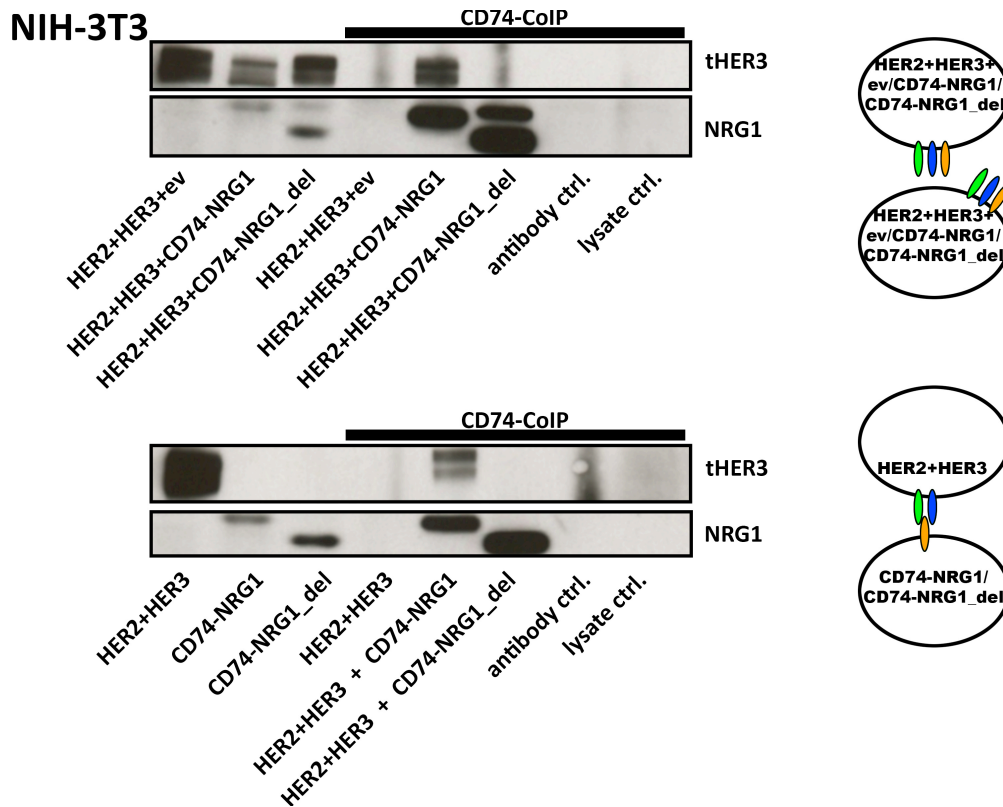 NIH-3T3
CD74-CoIP
tHER3
NRG1
HER2+HER3+ev
HER2+HER3+CD74-NRG1
HER2+HER3+CD74-NRG1_del
HER2+HER3+ev
HER2+HER3+CD74-NRG1
HER2+HER3+CD74-NRG1_del
antibody ctrl.
lysate ctrl.
HER2+HER3+
ev/CD74-NRG1/
CD74-NRG1_del
HER2+HER3+
ev/CD74-NRG1/
CD74-NRG1_del
CD74-CoIP
tHER3
NRG1
HER2+HER3
CD74-NRG1
CD74-NRG1_del
HER2+HER3
HER2+HER3 + CD74-NRG1
HER2+HER3 + CD74-NRG1_del
antibody ctrl.
lysate ctrl.
HER2+HER3
CD74-NRG1/
CD74-NRG1_del